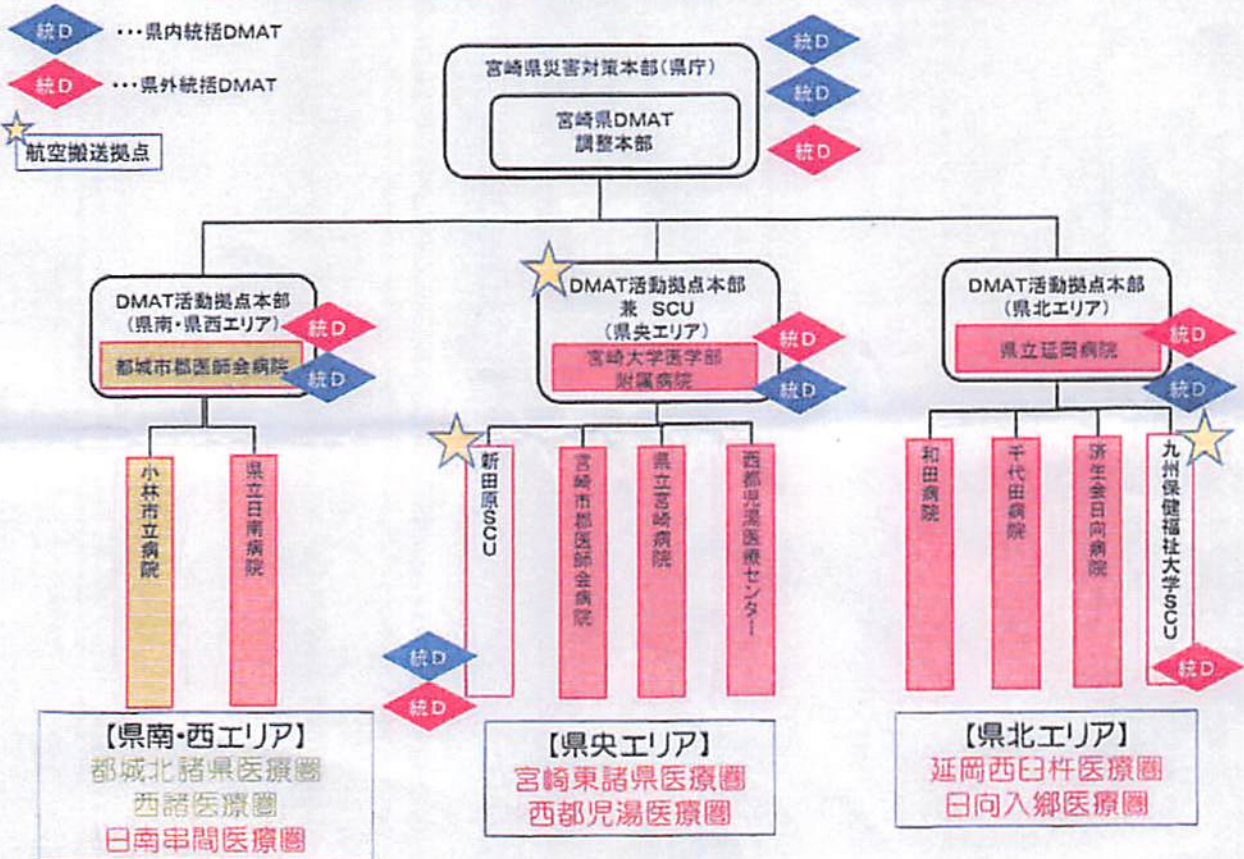 統D …県内統括DMAT
統D …県外統括DMAT
航空搬送拠点
宮崎県災害対策本部(県庁)
宮崎県DMAT
調整本部
統D
統D
統D
DMAT活動拠点本部
(県南・県西エリア)
都城市郡医師会病院
統D
統D
DMAT活動拠点本部
兼 SCU
(県央エリア)
宮崎大学医学部
附属病院
統D
統D
DMAT活動拠点本部
(県北エリア)
県立延岡病院
統D
統D
小林市立病院
県立日南病院
新田原SCU
統D
統D
宮崎市郡医師会病院
県立宮崎病院
西都児湯医療センター
和田病院
千代田病院
済生会日向病院
九州保健福祉大学SCU
統D
【県南・西エリア】
都城北諸県医療圏
西諸医療圏
日南串間医療圏
【県央エリア】
宮崎東諸県医療圏
西都児湯医療圏
【県北エリア】
延岡西臼杵医療圏
日向入郷医療圏